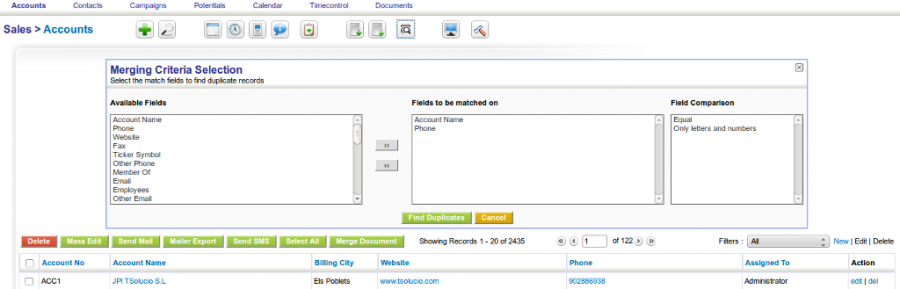 Accounts Contacts Campaigns Potentials Calendar Timecontrol Documents
Sales > Accounts
Merging Criteria Selection
Select the match fields to find duplicate records
Available Fields Fields to be matched on Field Comparison
Account Name Account Name Equal
Phone Phone Only letters and numbers
Website
Fax
Ticker Symbol
Other Phone
Member Of
Email
Employees
Other Email
Find Duplicates Cancel
Delete Mass Edit Send Mail Mailer Export Send SMS Select All Merge Document Showing Records 1 - 20 of 2435 1 of 122 Filters : All New | Edit | Delete
Account No Account Name Billing City Website Phone Assigned To Action
ACC1 JPI TSolucio S.L Els Poblets www.tsolucio.com 902886938 Administrator edit | del